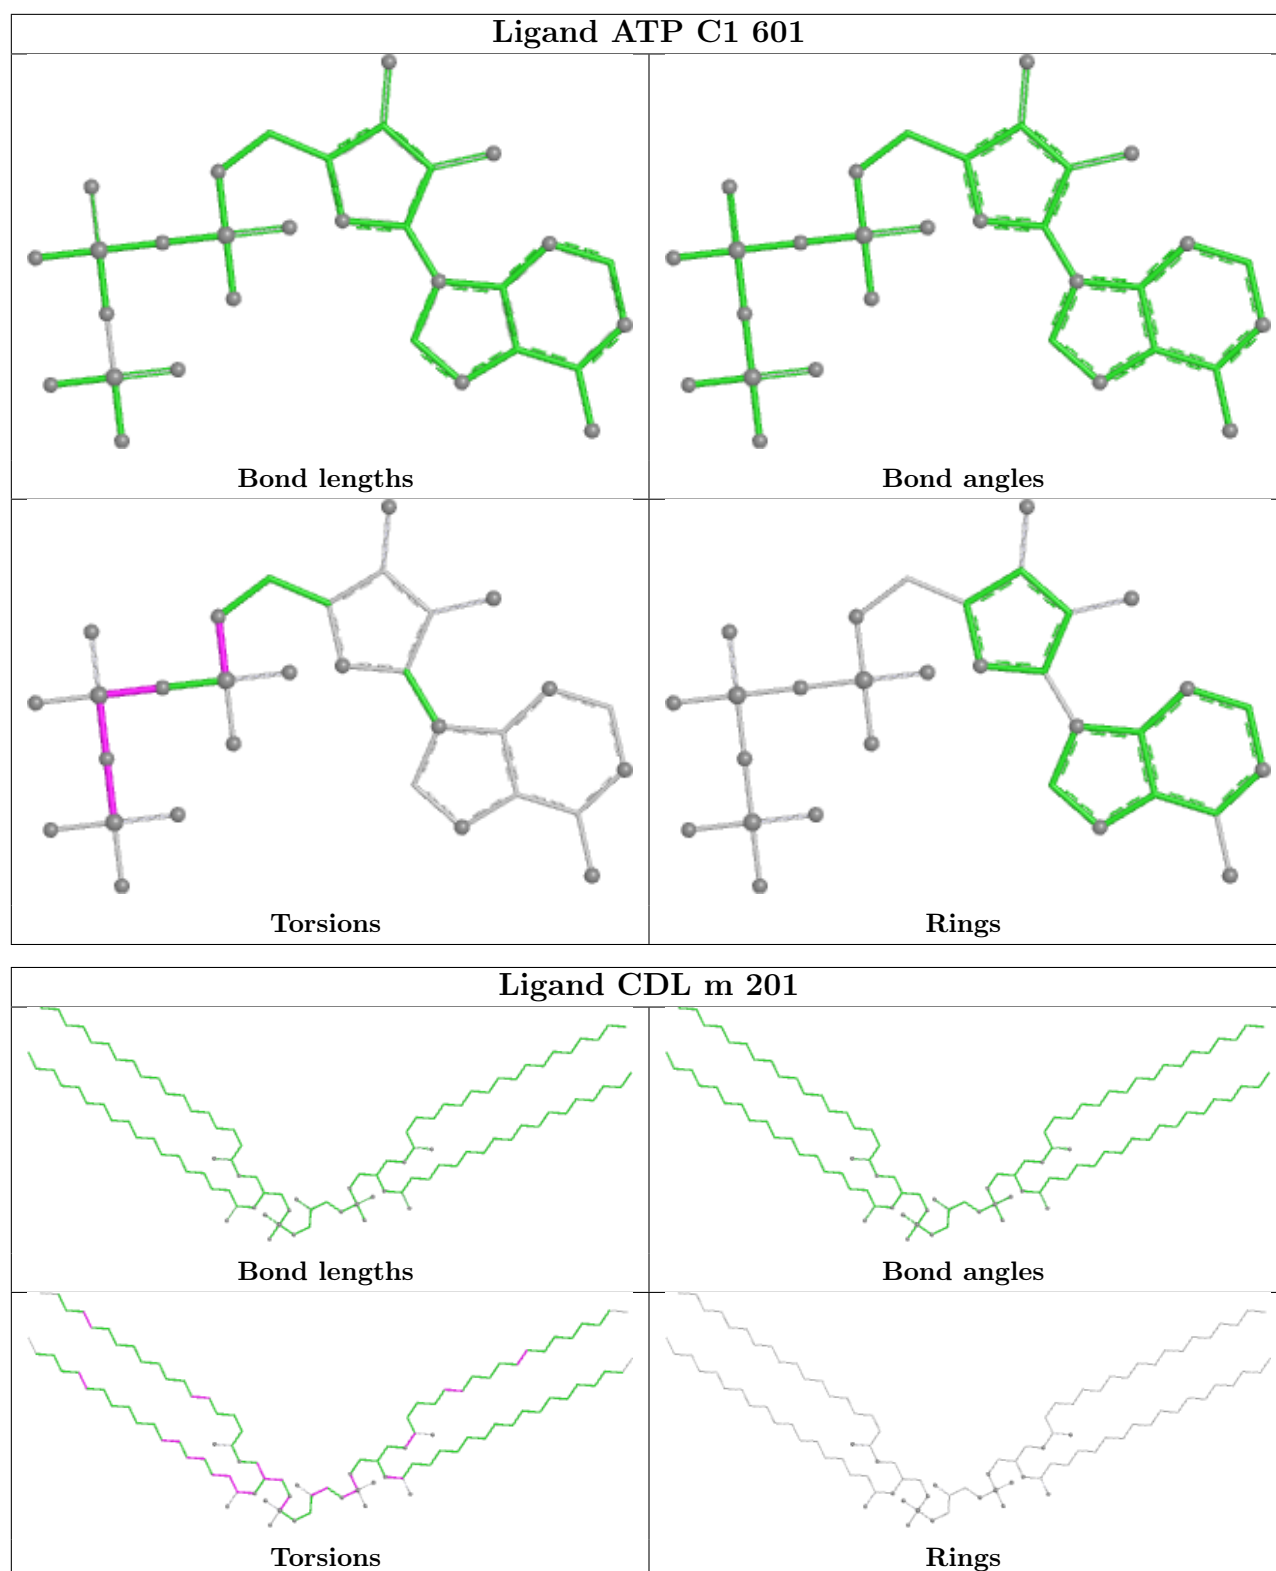 Ligand ATP C1 601
Bond lengths
Bond angles
Torsions
Rings
Ligand CDL m 201
Bond lengths
Bond angles
Torsions
Rings